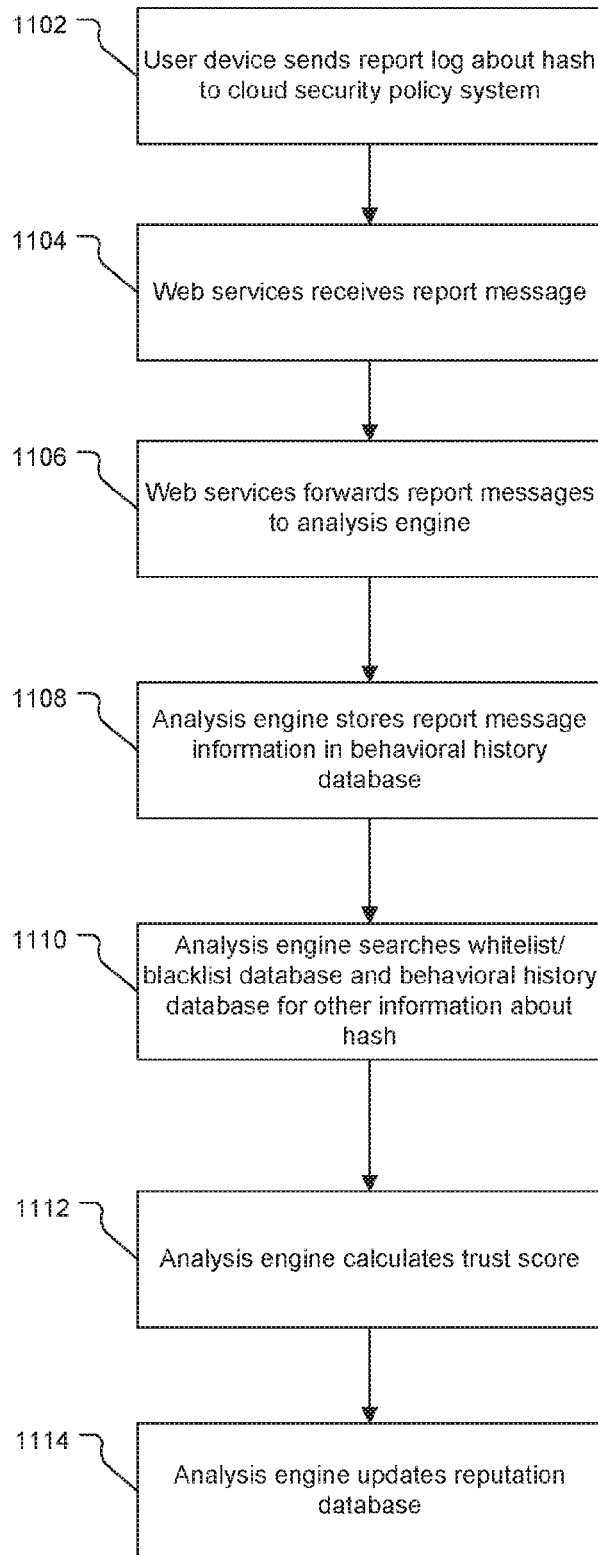 1102
User device sends report log about hash
to cloud security policy system
1104
Web services receives report message
1106
Web services forwards report messages
to analysis engine
1108
Analysis engine stores report message
information in behavioral history
database
1110
Analysis engine searches whitelist/
blacklist database and behavioral history
database for other information about
hash
1112
Analysis engine calculates trust score
1114
Analysis engine updates reputation
database